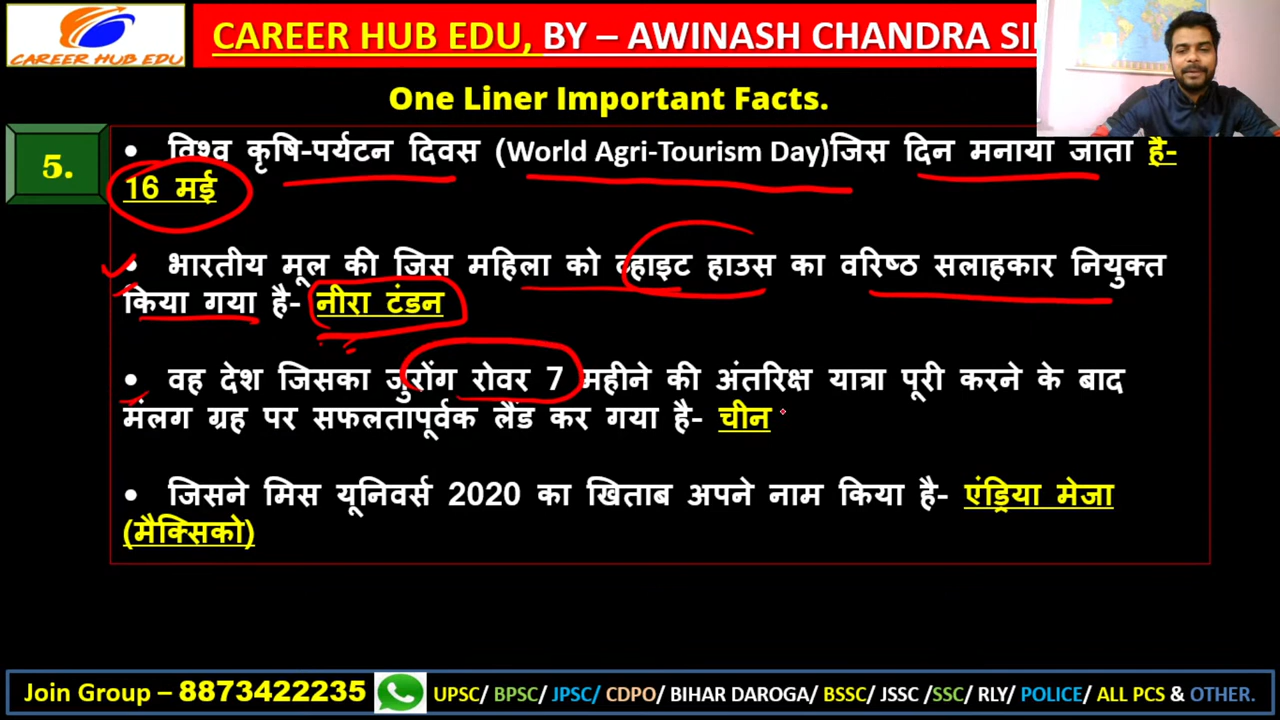 CAREER HUB EDU
CAREER HUB EDU, BY – AWINASH CHANDRA
One Liner Important Facts.
5.
• विश्व कृषि-पर्यटन दिवस (World Agri-Tourism Day)जिस दिन मनाया जाता है-
16 मई
• भारतीय मूल की जिस महिला को व्हाइट हाउस का वरिष्ठ सलाहकार नियुक्त
किया गया है- नीरा टंडन
• वह देश जिसका जुरोंग रोवर 7 महीने की अंतरिक्ष यात्रा पूरी करने के बाद
मंलग ग्रह पर सफलतापूर्वक लैंड कर गया है- चीन
• जिसने मिस यूनिवर्स 2020 का खिताब अपने नाम किया है- एंड्रिया मेजा
(मैक्सिको)
Join Group – 8873422235 UPSC/ BPSC/ JPSC/ CDPO/ BIHAR DAROGA/ BSSC/ JSSC /SSC/ RLY/ POLICE/ ALL PCS & OTHER.